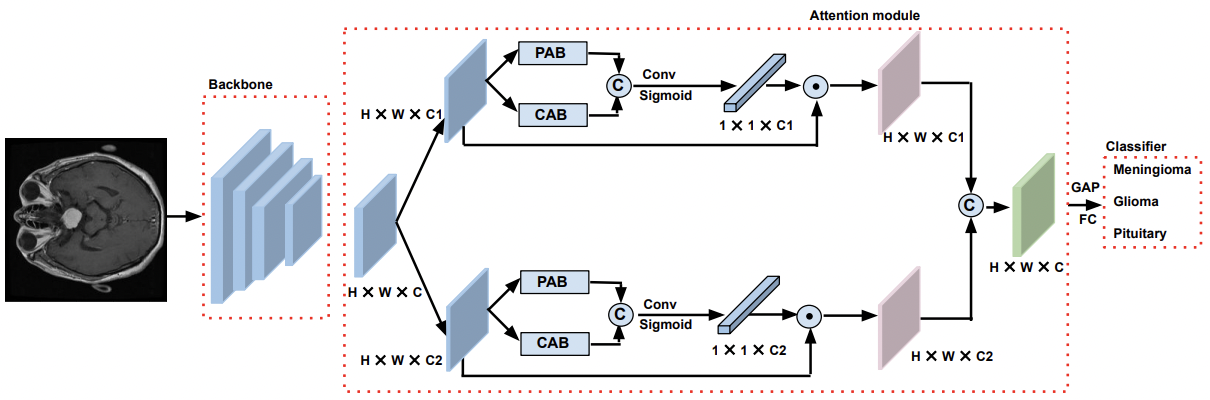 Attention module
Backbone
PAB
CAB
C
Conv
Sigmoid
H × W × C1
1 × 1 × C1
H × W × C1
Classifier
Meningioma
Glioma
Pituitary
GAP
FC
C
H × W × C
H × W × C
PAB
CAB
C
Conv
Sigmoid
H × W × C2
1 × 1 × C2
H × W × C2